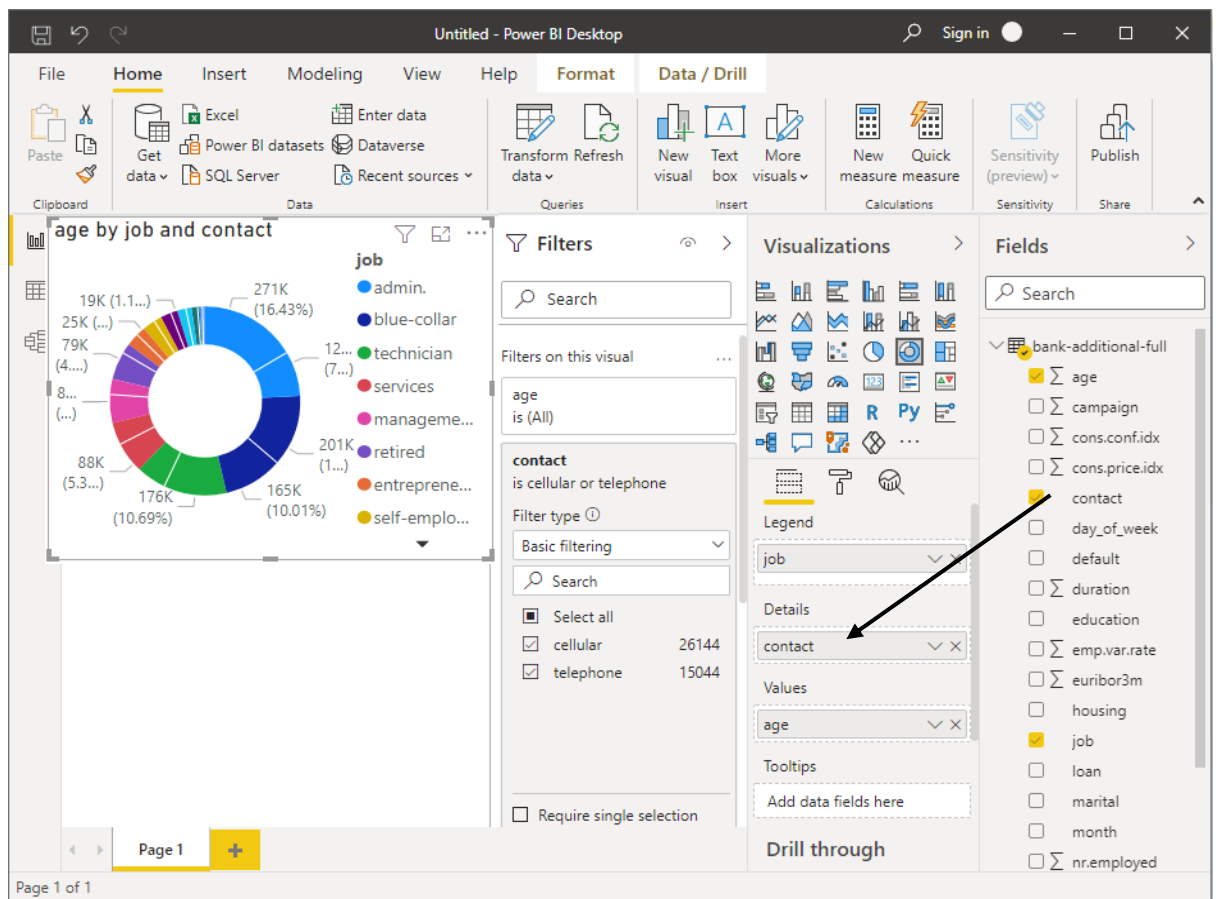 Untitled - Power BI Desktop
Sign in
File Home Insert Modeling View Help Format Data / Drill
Paste
Get data
Excel
Power BI datasets
SQL Server
Enter data
Dataverse
Recent sources
Transform data
Refresh
New visual
Text box
More visuals
New measure
Quick measure
Sensitivity (preview)
Publish
Clipboard Data Queries Insert Calculations Sensitivity Share
age by job and contact
job
admin.
blue-collar
technician
services
manageme...
retired
entreprene...
self-emplo...
271K
(16.43%)
12...
(7...)
201K
(1...)
165K
(10.01%)
176K
(10.69%)
88K
(5.3...)
8...
(...)
79K
(4....)
25K (...)
19K (1.1...)
Filters
Search
Filters on this visual
...
age
is (All)
contact
is cellular or telephone
Filter type
Basic filtering
Search
Select all
cellular 26144
telephone 15044
Require single selection
Visualizations
123
R
Py
...
Legend
job
Details
contact
Values
age
Tooltips
Add data fields here
Drill through
Fields
Search
bank-additional-full
∑ age
∑ campaign
∑ cons.conf.idx
∑ cons.price.idx
contact
day_of_week
default
∑ duration
education
∑ emp.var.rate
∑ euribor3m
housing
job
loan
marital
month
∑ nr.employed
Page 1
+
Page 1 of 1